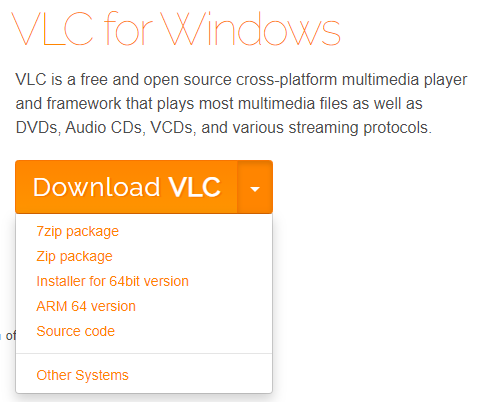 VLC for Windows
VLC is a free and open source cross-platform multimedia player
and framework that plays most multimedia files as well as
DVDs, Audio CDs, VCDs, and various streaming protocols.
Download VLC
7zip package
Zip package
Installer for 64bit version
ARM 64 version
Source code
of
Other Systems